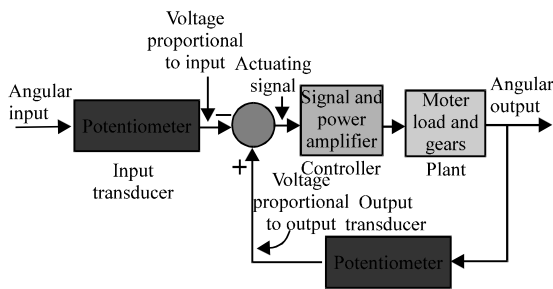 Voltage
proportional
to input
Actuating
signal
Angular
input
Potentiometer
−
+
Signal and
power
amplifier
Moter
load and
gears
Angular
output
Input
transducer
Controller
Plant
Voltage
proportional
to output
Output
transducer
Potentiometer